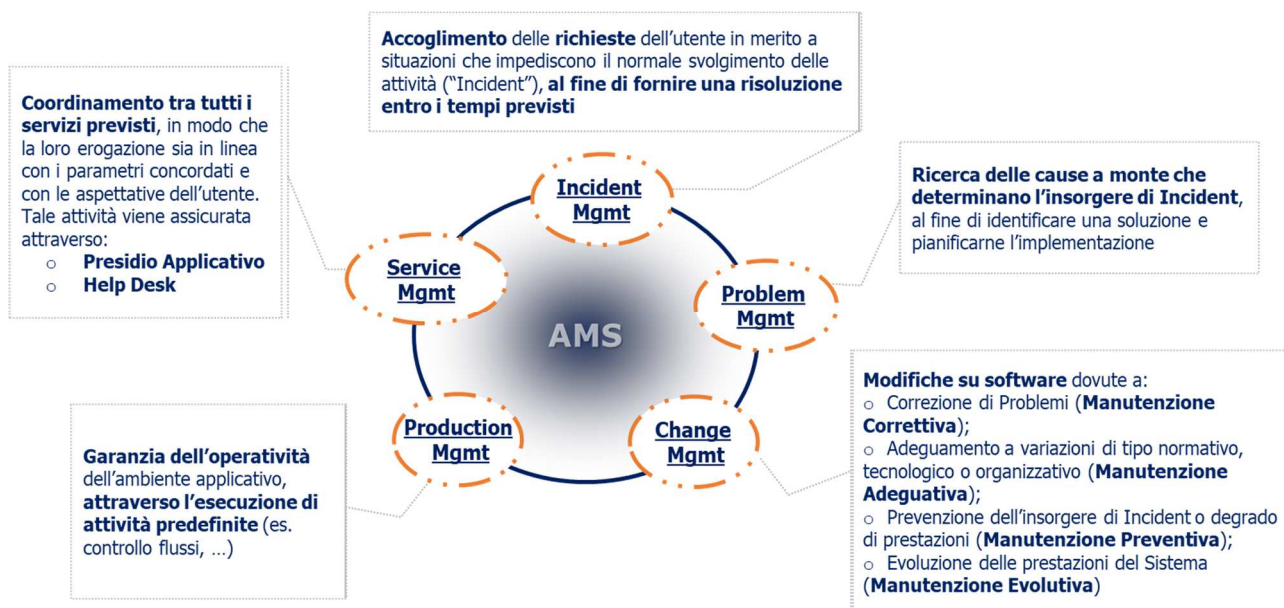 Accoglimento delle richieste dell’utente in merito a
situazioni che impediscono il normale svolgimento delle
attività (“Incident”), al fine di fornire una risoluzione
entro i tempi previsti
Coordinamento tra tutti i
servizi previsti, in modo che
la loro erogazione sia in linea
con i parametri concordati e
con le aspettative dell’utente.
Tale attività viene assicurata
attraverso:
o Presidio Applicativo
o Help Desk
Incident
Mgmt
Ricerca delle cause a monte che
determinano l’insorgere di Incident,
al fine di identificare una soluzione e
pianificarne l’implementazione
Service
Mgmt
Problem
Mgmt
AMS
Production
Mgmt
Change
Mgmt
Garanzia dell’operatività
dell’ambiente applicativo,
attraverso l’esecuzione di
attività predefinite (es.
controllo flussi, …)
Modifiche su software dovute a:
o Correzione di Problemi (Manutenzione
Correttiva);
o Adeguamento a variazioni di tipo normativo,
tecnologico o organizzativo (Manutenzione
Adeguativa);
o Prevenzione dell’insorgere di Incident o degrado
di prestazioni (Manutenzione Preventiva);
o Evoluzione delle prestazioni del Sistema
(Manutenzione Evolutiva)